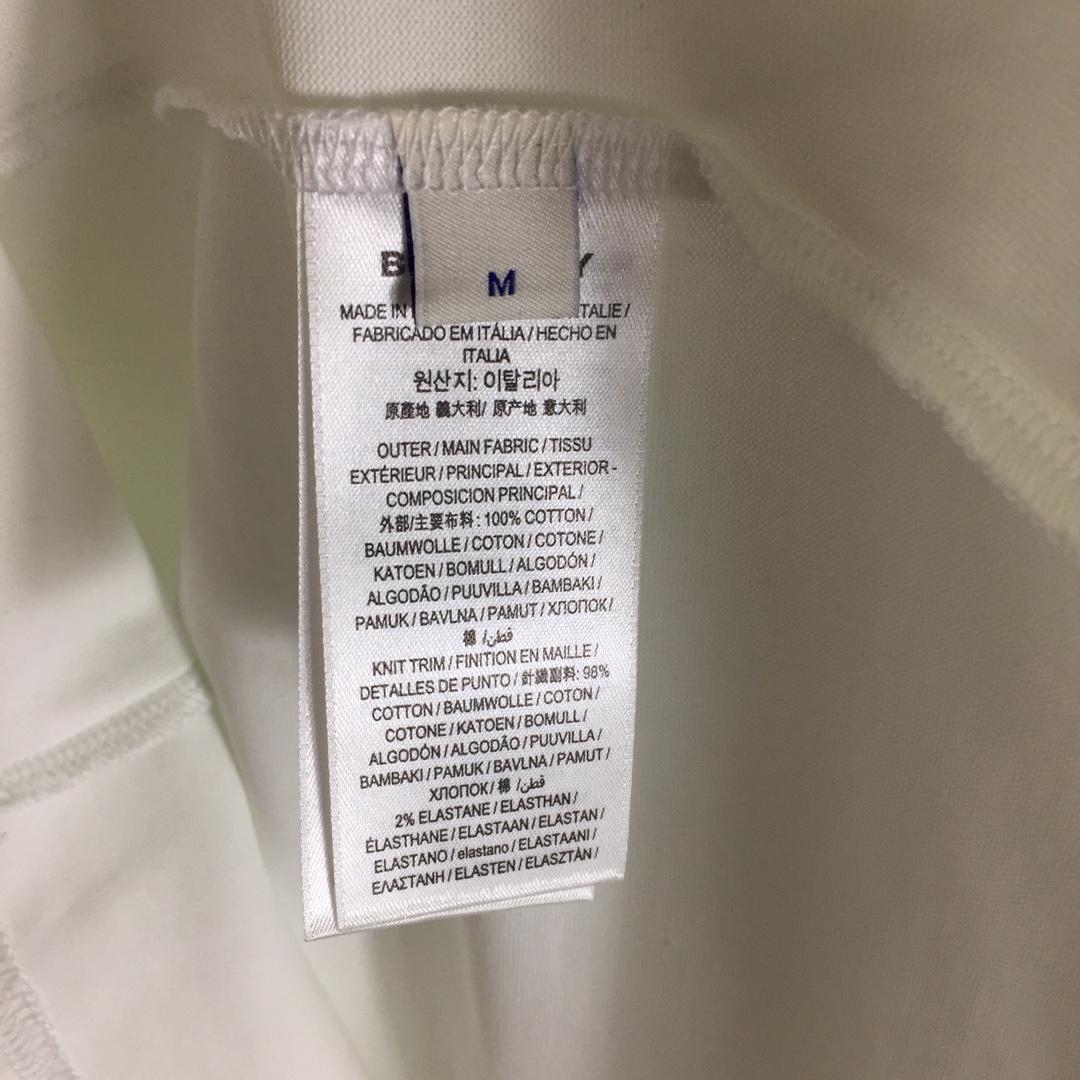 M
MADE IN
TALIE /
FABRICADO EM ITÁLIA / HECHO EN
ITALIA
원산지: 이탈리아
原產地 義大利/ 原产地 意大利
OUTER / MAIN FABRIC / TISSU
EXTÉRIEUR / PRINCIPAL / EXTERIOR -
COMPOSICION PRINCIPAL /
外部/主要布料 : 100% COTTON /
BAUMWOLLE / COTON / COTONE /
KATOEN / BOMULL / ALGODÓN /
ALGODÃO / PUUVILLA / BAMBAKI /
PAMUK / BAVLNA / PAMUT / ХЛОПОК /
棉 /قطن
KNIT TRIM / FINITION EN MAILLE /
DETALLES DE PUNTO / 針織副料: 98%
COTTON / BAUMWOLLE / COTON /
COTONE / KATOEN / BOMULL /
ALGODÓN / ALGODÃO / PUUVILLA /
BAMBAKI / PAMUK / BAVLNA / PAMUT /
ХЛОПОК / 棉 /قطن
2% ELASTANE / ELASTHAN /
ÉLASTHANE / ELASTAAN / ELASTAN /
ELASTANO / elastano / ELASTAANI /
ΕΛΑΣΤΑΝΗ / ELASTEN / ELASZTÁN /